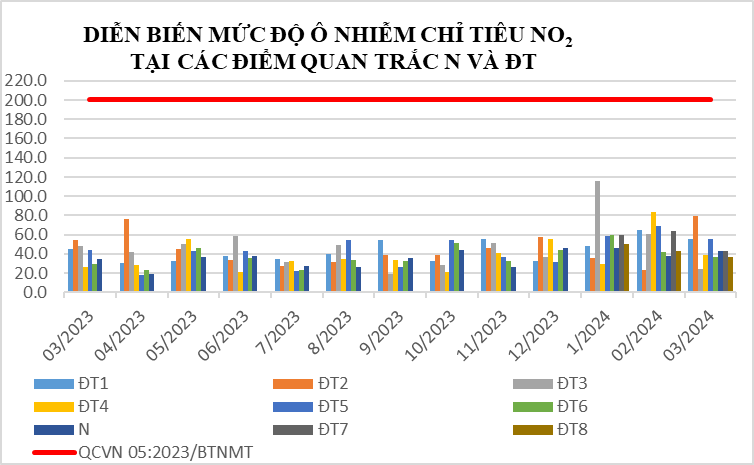 DIỄN BIẾN MỨC ĐỘ Ô NHIỄM CHỈ TIÊU NO₂
TẠI CÁC ĐIỂM QUAN TRẮC N VÀ ĐT
220.0
200.0
180.0
160.0
140.0
120.0
100.0
80.0
60.0
40.0
20.0
0.0
03/2023 04/2023 05/2023 06/2023 7/2023 8/2023 9/2023 10/2023 11/2023 12/2023 1/2024 02/2024 03/2024
ĐT1 ĐT2 ĐT3
ĐT4 ĐT5 ĐT6
N ĐT7 ĐT8
QCVN 05:2023/BTNMT